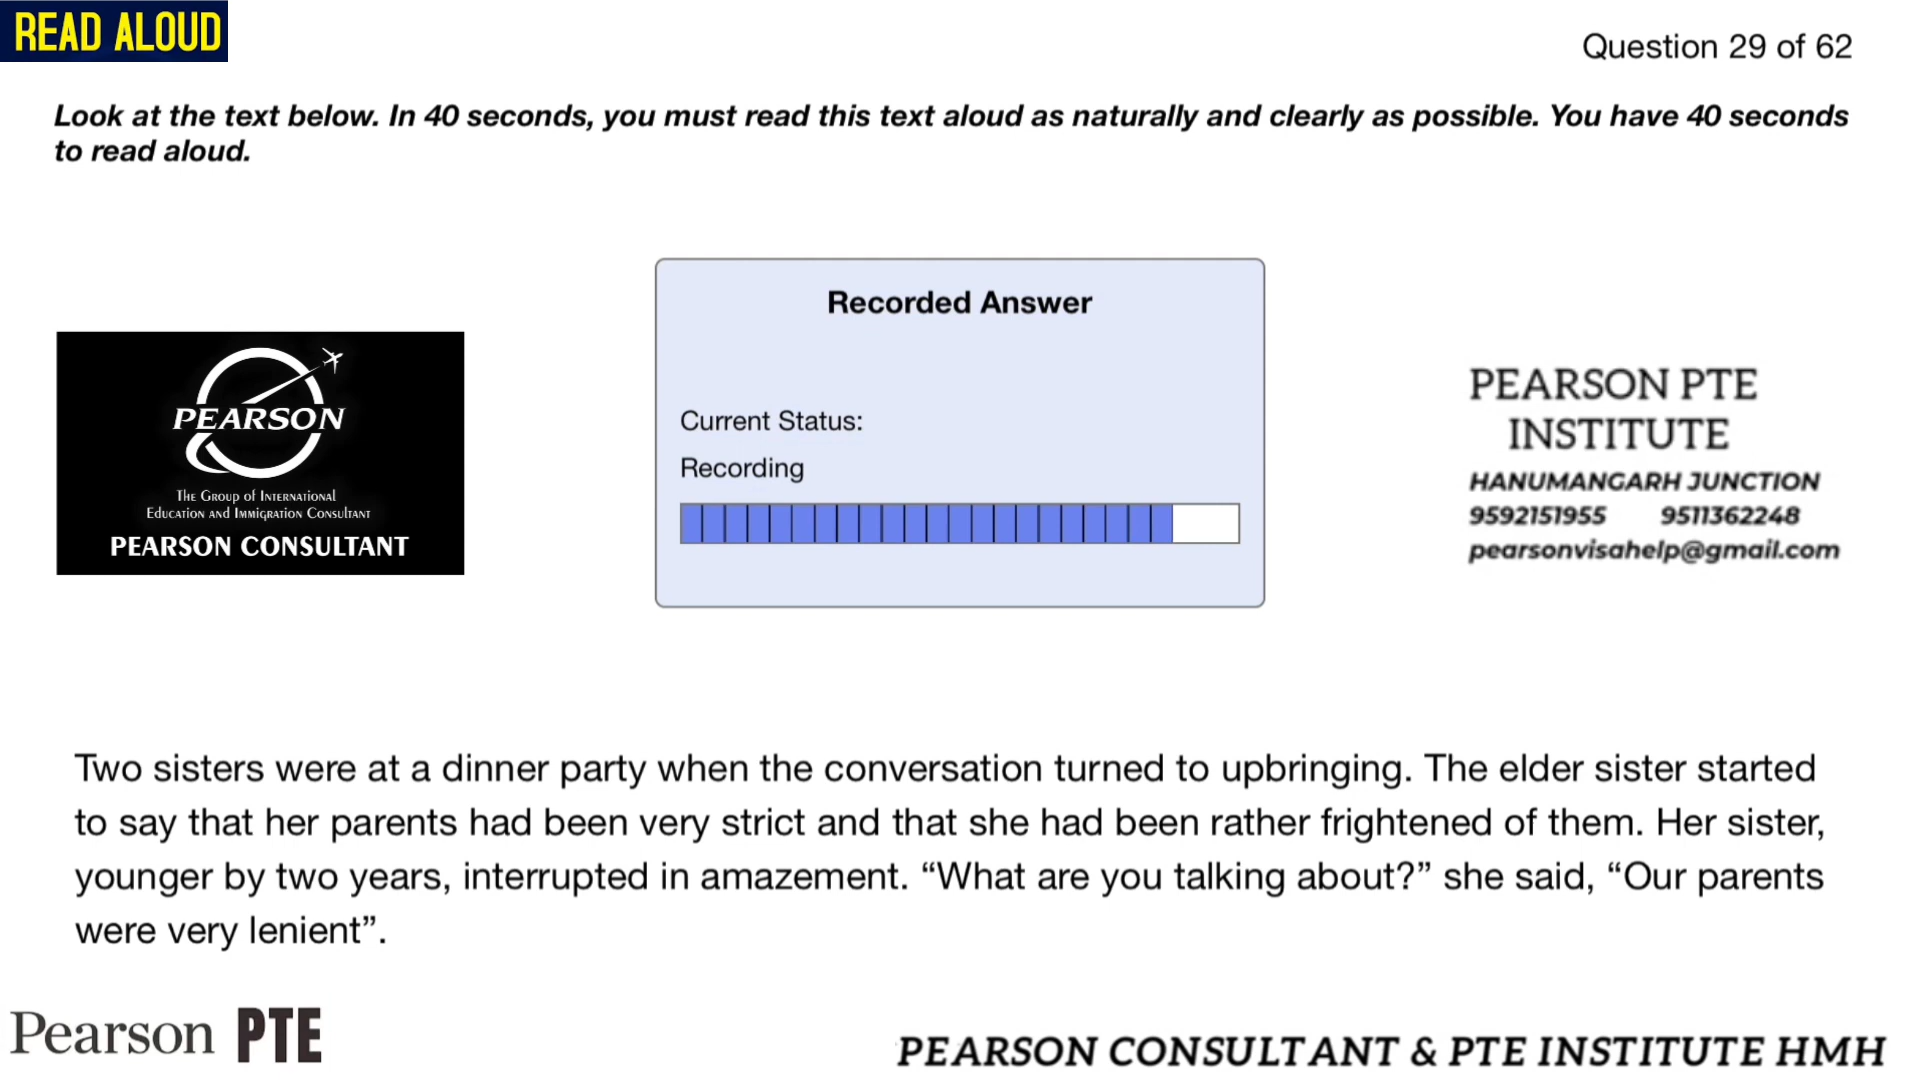 READ ALOUD
Question 29 of 62
Look at the text below. In 40 seconds, you must read this text aloud as naturally and clearly as possible. You have 40 seconds
to read aloud.
Recorded Answer
Current Status:
Recording
PEARSON
The Group of International
Education and Immigration Consultant
PEARSON CONSULTANT
PEARSON PTE
INSTITUTE
HANUMANGARH JUNCTION
9592151955 9511362248
pearsonvisahelp@gmail.com
Two sisters were at a dinner party when the conversation turned to upbringing. The elder sister started
to say that her parents had been very strict and that she had been rather frightened of them. Her sister,
younger by two years, interrupted in amazement. “What are you talking about?” she said, “Our parents
were very lenient”.
Pearson PTE
PEARSON CONSULTANT & PTE INSTITUTE HMH